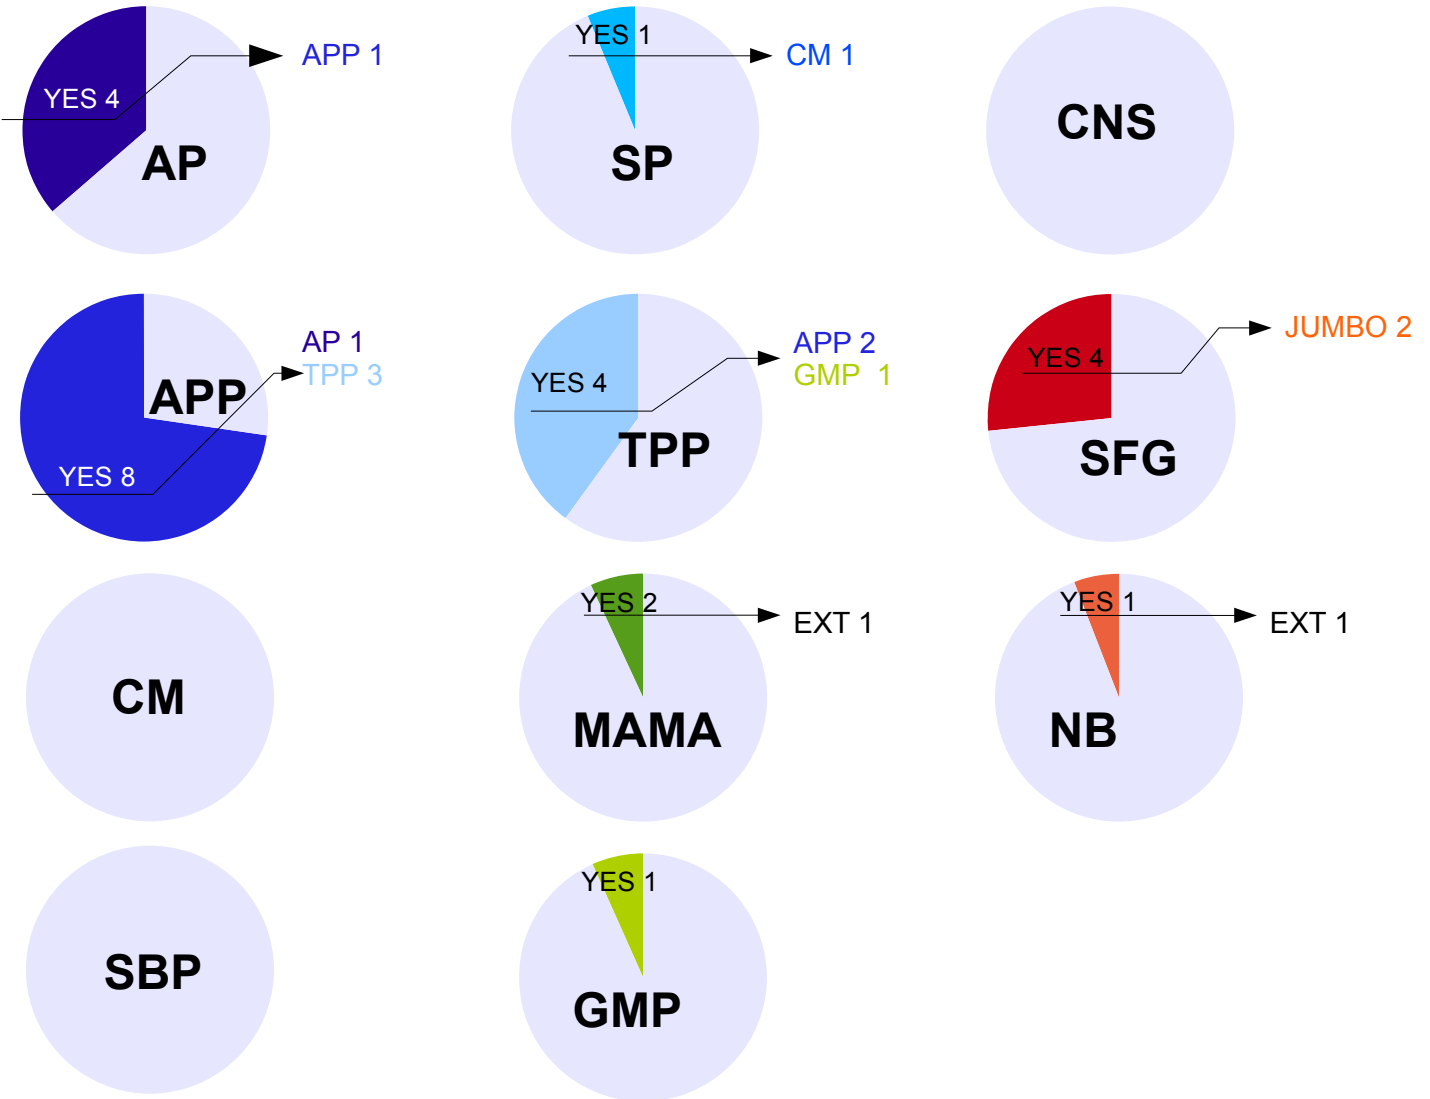 YES 4
APP 1
AP
YES 1
CM 1
SP
CNS
APP
YES 8
AP 1
TPP 3
YES 4
APP 2
GMP 1
TPP
YES 4
JUMBO 2
SFG
CM
YES 2
EXT 1
MAMA
YES 1
EXT 1
NB
SBP
YES 1
GMP